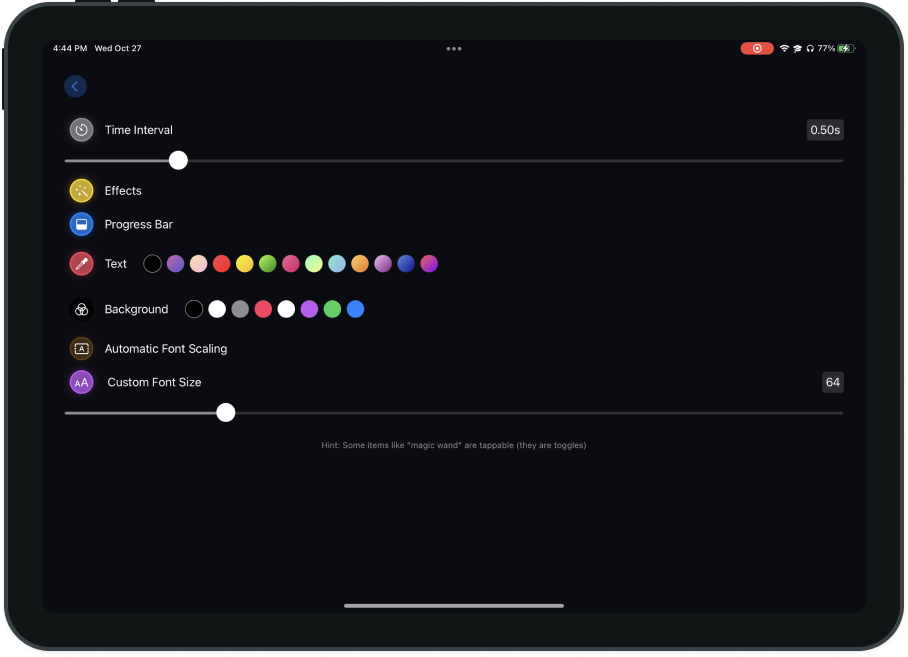 4:44 PM Wed Oct 27
77%
Time Interval
0.50s
Effects
Progress Bar
Text
Background
A
Automatic Font Scaling
AA
Custom Font Size
64
Hint: Some items like "magic wand" are tappable (they are toggles)